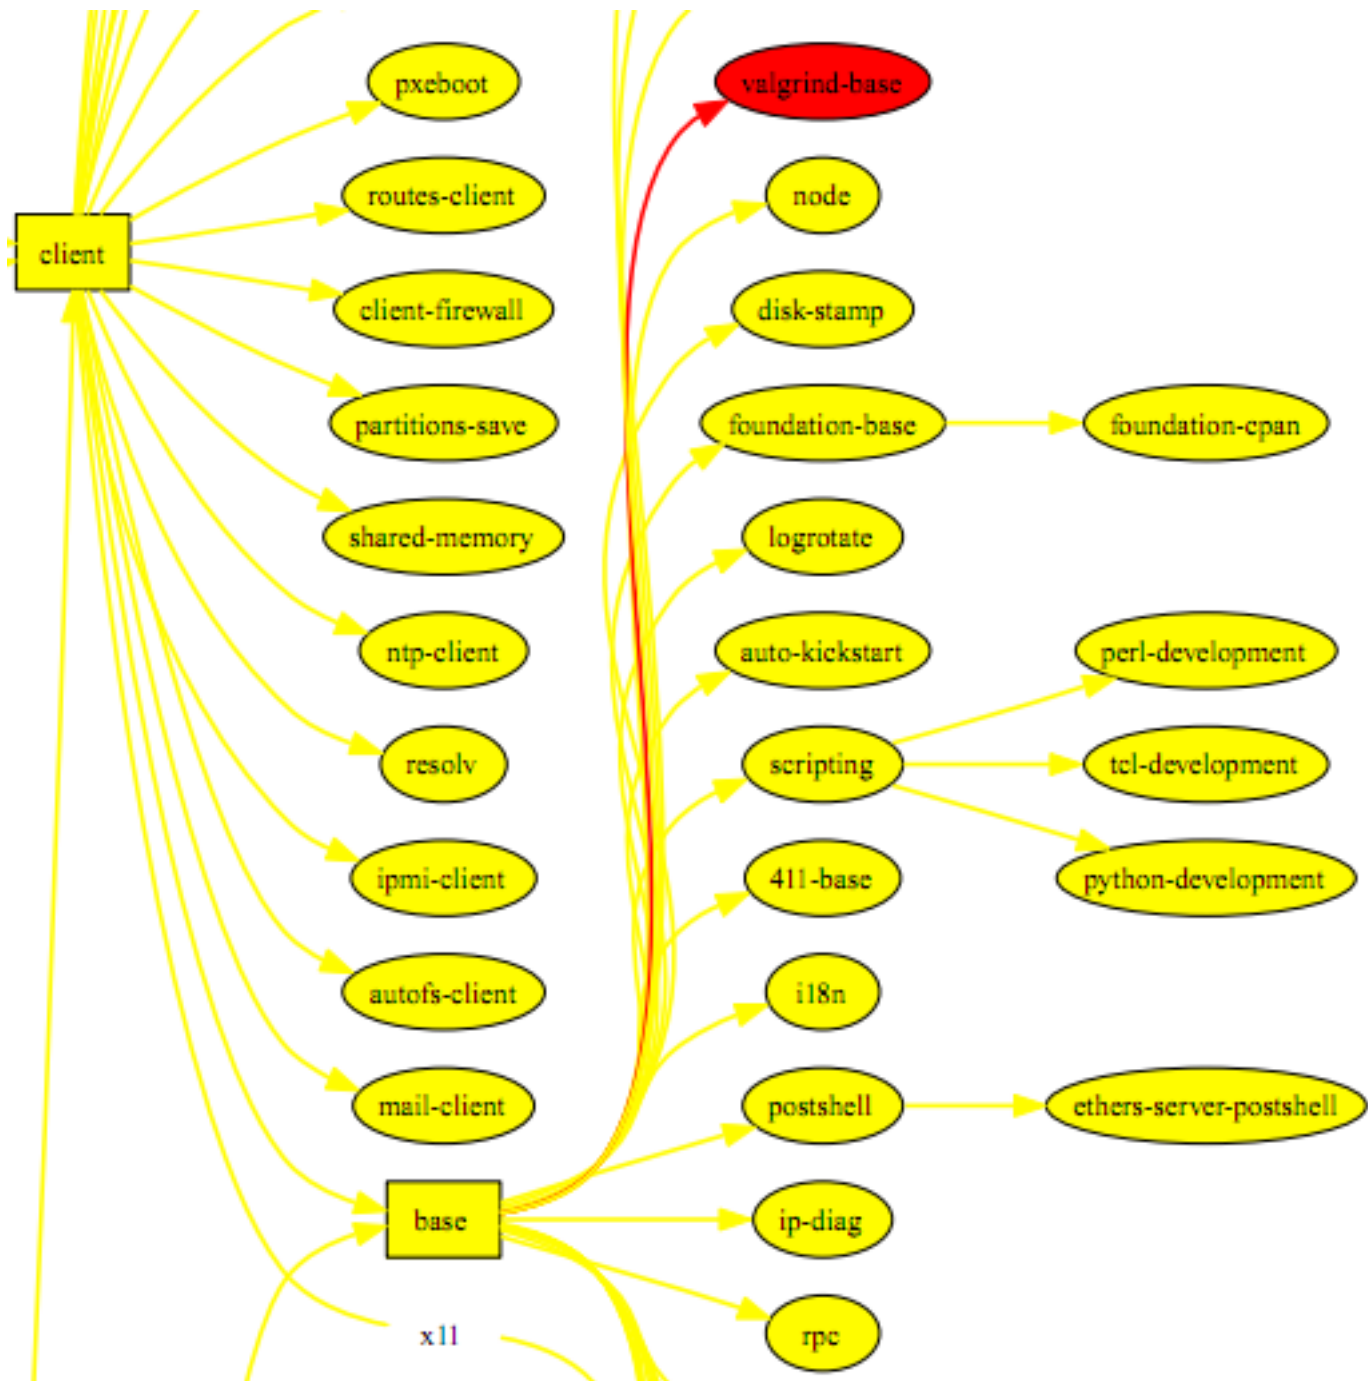 pxeboot
valgrind-base
routes-client
node
client
client-firewall
disk-stamp
partitions-save
foundation-base
foundation-cpan
shared-memory
logrotate
ntp-client
auto-kickstart
perl-development
resolv
scripting
tcl-development
ipmi-client
411-base
python-development
autofs-client
i18n
mail-client
postshell
ethers-server-postshell
base
ip-diag
x11
rpc